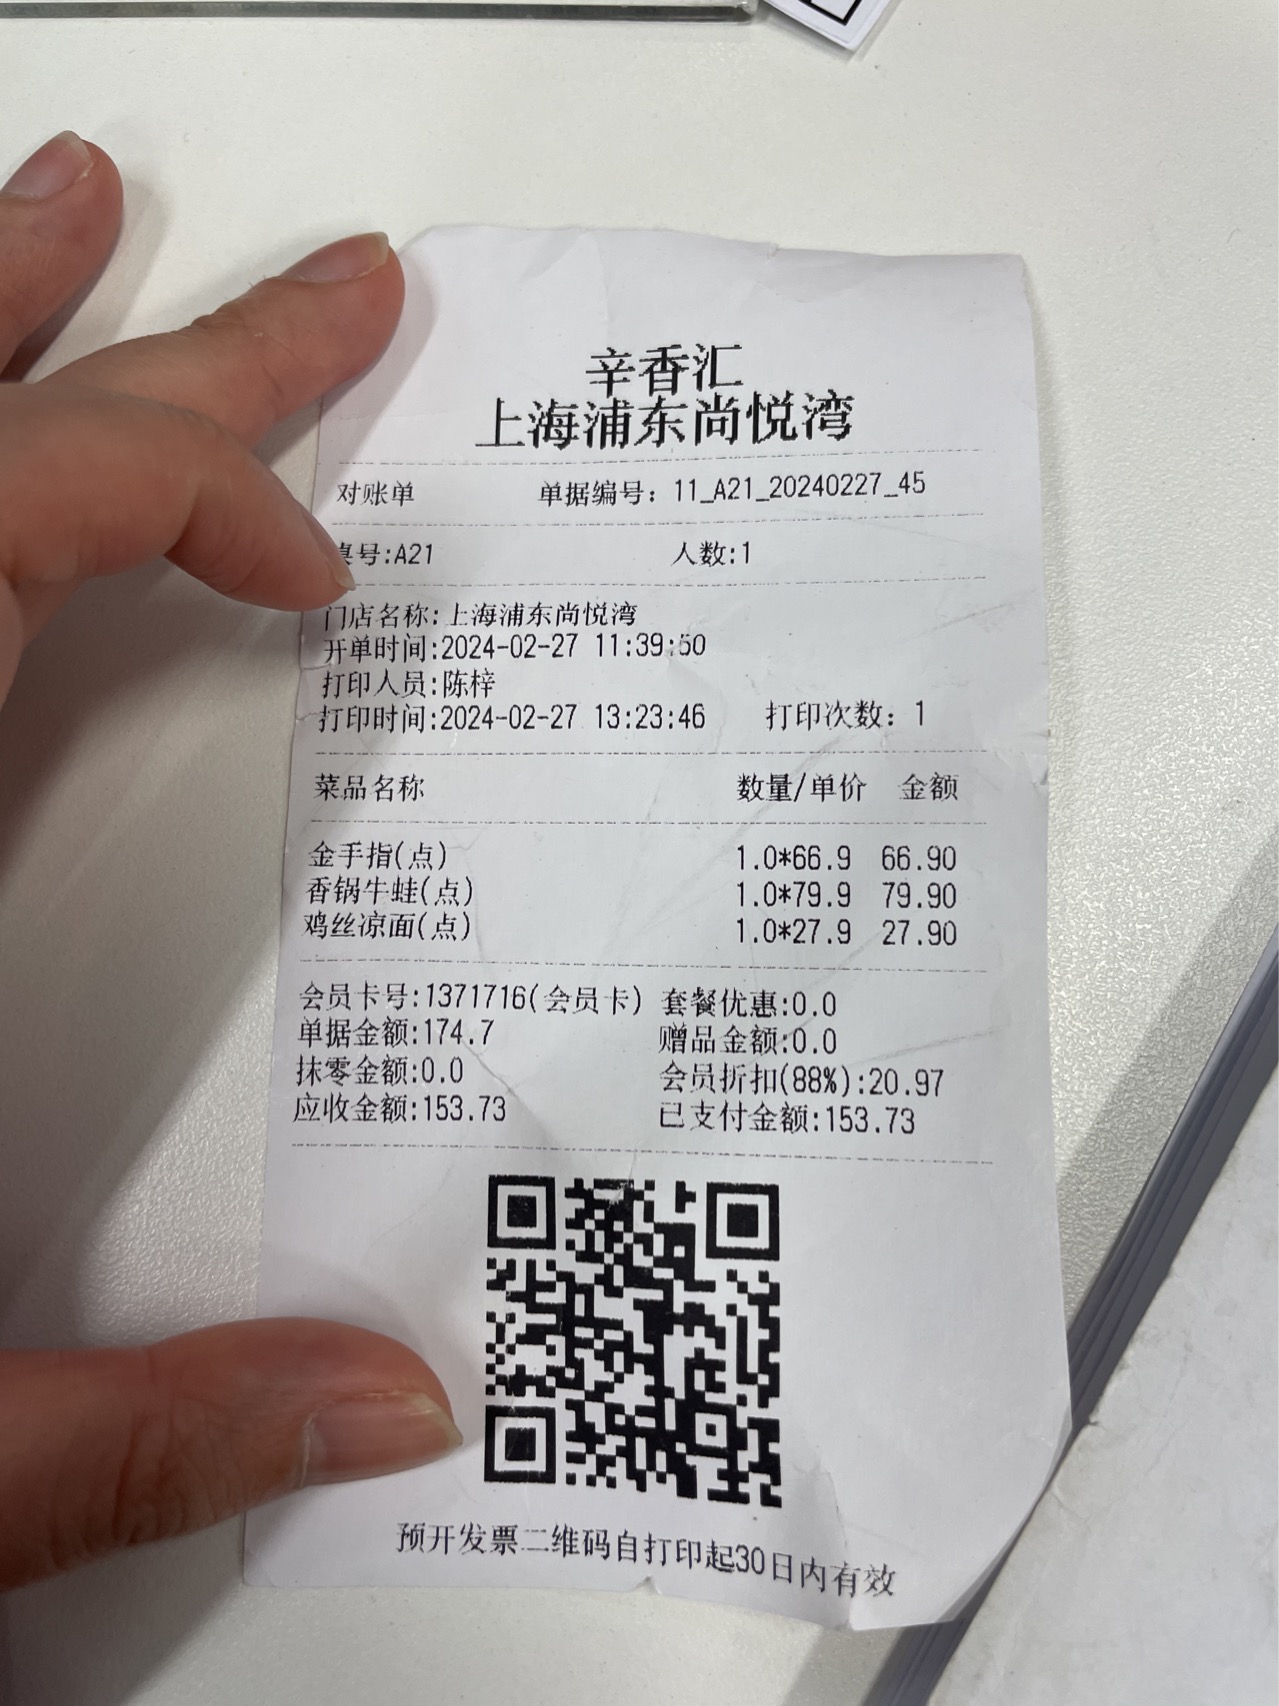 辛香汇
上海浦东尚悦湾
对账单 单据编号：11_A21_20240227_45
桌号:A21 人数:1
门店名称:上海浦东尚悦湾
开单时间:2024-02-27 11:39:50
打印人员:陈梓
打印时间:2024-02-27 13:23:46 打印次数：1
菜品名称 数量/单价 金额
金手指(点) 1.0*66.9 66.90
香锅牛蛙(点) 1.0*79.9 79.90
鸡丝凉面(点) 1.0*27.9 27.90
会员卡号:1371716(会员卡) 套餐优惠:0.0
单据金额:174.7 赠品金额:0.0
抹零金额:0.0 会员折扣(88%):20.97
应收金额:153.73 已支付金额:153.73
预开发票二维码自打印起30日内有效